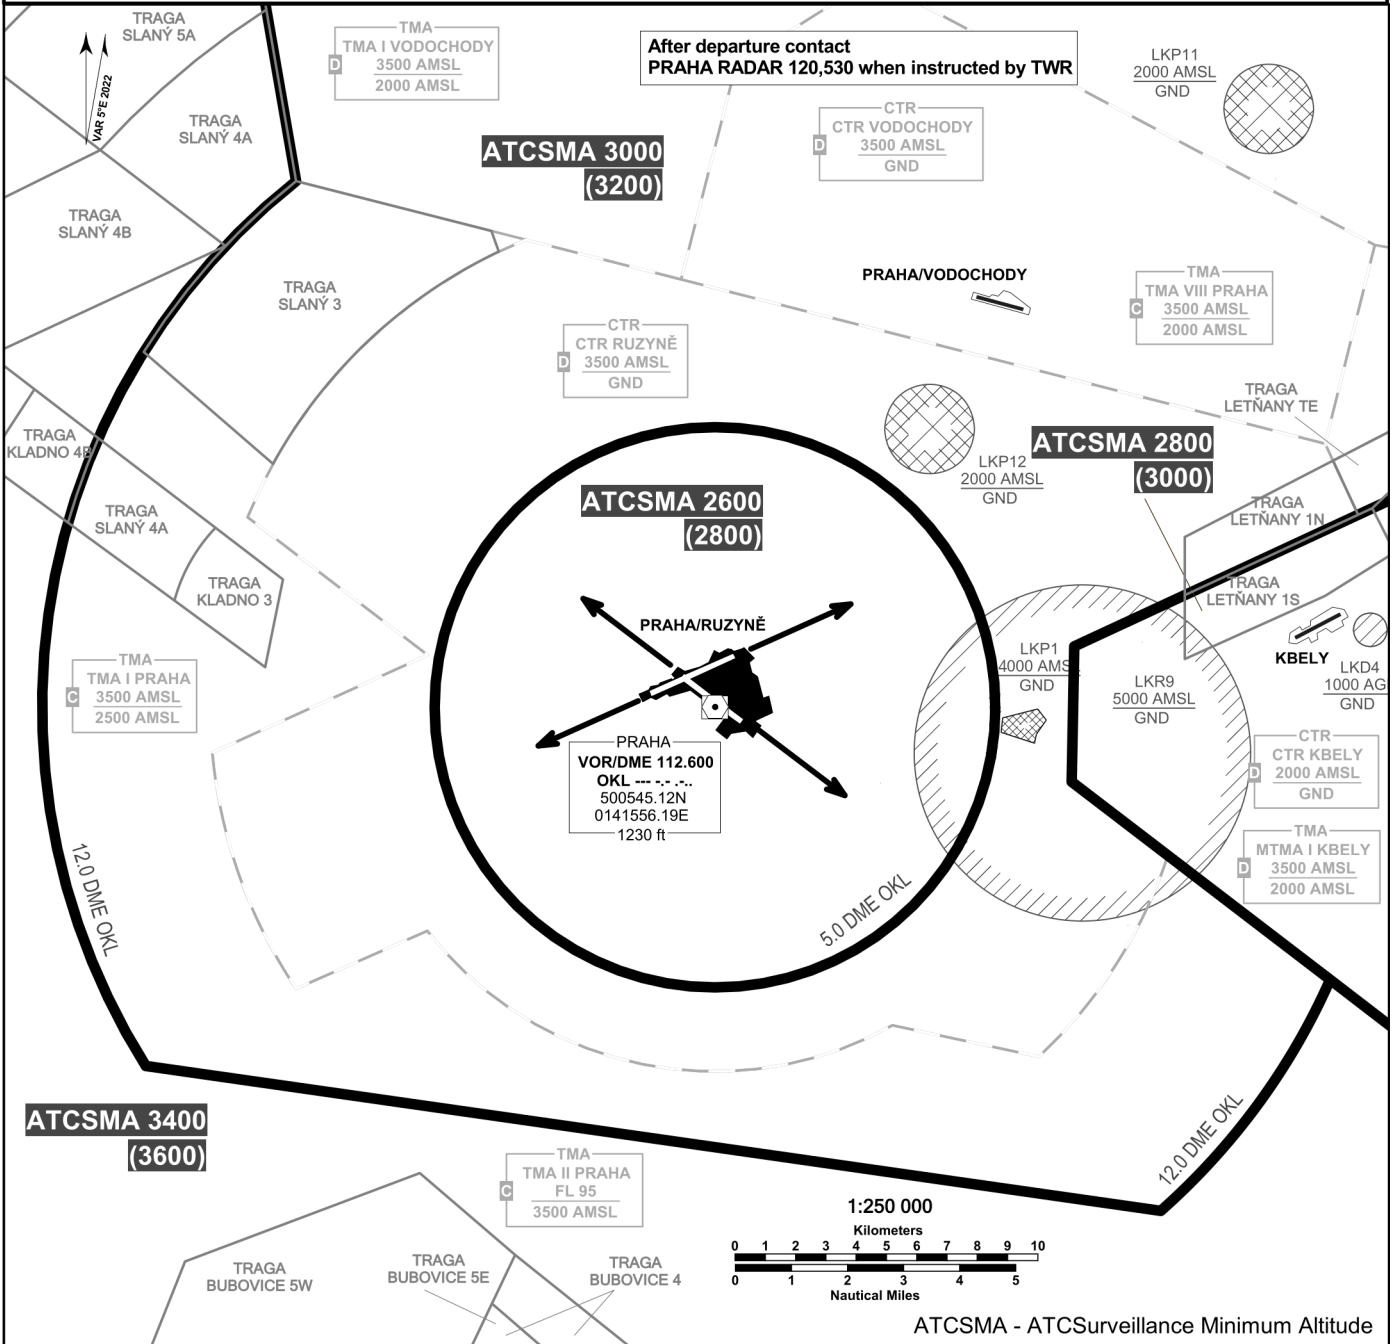 TRAGA
SLANÝ 5A
VAR 5°E 2022
TRAGA
SLANÝ 4A
TRAGA
SLANÝ 4B
TMA
TMA I VODOCHODY
D
3500 AMSL
2000 AMSL
After departure contact
PRAHA RADAR 120,530 when instructed by TWR
LKP11
2000 AMSL
GND
CTR
CTR VODOCHODY
D
3500 AMSL
GND
ATCSMA 3000
(3200)
TRAGA
SLANÝ 3
PRAHA/VODOCHODY
TMA
TMA VIII PRAHA
C
3500 AMSL
2000 AMSL
CTR
CTR RUZYNĚ
D
3500 AMSL
GND
TRAGA
LETŇANY TE
TRAGA
KLADNO 4B
ATCSMA 2800
(3000)
LKP12
2000 AMSL
GND
ATCSMA 2600
(2800)
TRAGA
SLANÝ 4A
TRAGA
LETŇANY 1N
TRAGA
KLADNO 3
TRAGA
LETŇANY 1S
PRAHA/RUZYNĚ
LKP1
4000 AMSL
GND
KBELY
LKD4
1000 AG
GND
LKR9
5000 AMSL
GND
TMA
TMA I PRAHA
C
3500 AMSL
2500 AMSL
PRAHA
VOR/DME 112.600
OKL --- -.- .-..
500545.12N
0141556.19E
1230 ft
CTR
CTR KBELY
D
2000 AMSL
GND
TMA
MTMA I KBELY
D
3500 AMSL
2000 AMSL
12.0 DME OKL
5.0 DME OKL
ATCSMA 3400
(3600)
12.0 DME OKL
TMA
TMA II PRAHA
C
FL 95
3500 AMSL
1:250 000
Kilometers
0 1 2 3 4 5 6 7 8 9 10
0 1 2 3 4 5
Nautical Miles
TRAGA
BUBOVICE 5W
TRAGA
BUBOVICE 5E
TRAGA
BUBOVICE 4
ATCSMA - ATCSurveillance Minimum Altitude